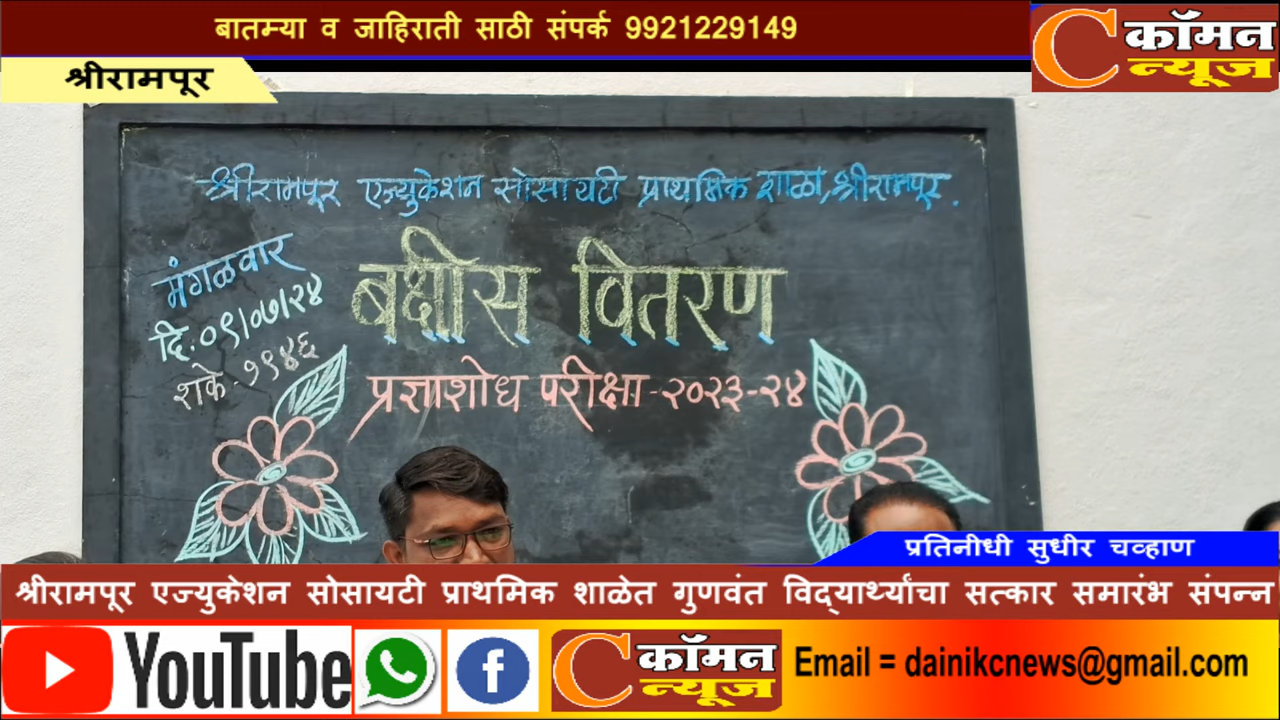 बातम्या व जाहिराती साठी संपर्क 9921229149
C कॉमन
न्यूज
श्रीरामपूर
श्रीरामपूर एज्युकेशन सोसायटी प्राथमिक शाळा, श्रीरामपूर.
मंगळवार
दि. ०९/०७/२४
शके - १९४६
बक्षीस वितरण
प्रज्ञाशोध परीक्षा - २०२३-२४
प्रतिनीधी सुधीर चव्हाण
श्रीरामपूर एज्युकेशन सोसायटी प्राथमिक शाळेत गुणवंत विद्यार्थ्यांचा सत्कार समारंभ संपन्न
YouTube
f
C कॉमन
न्यूज
Email = dainikcnews@gmail.com